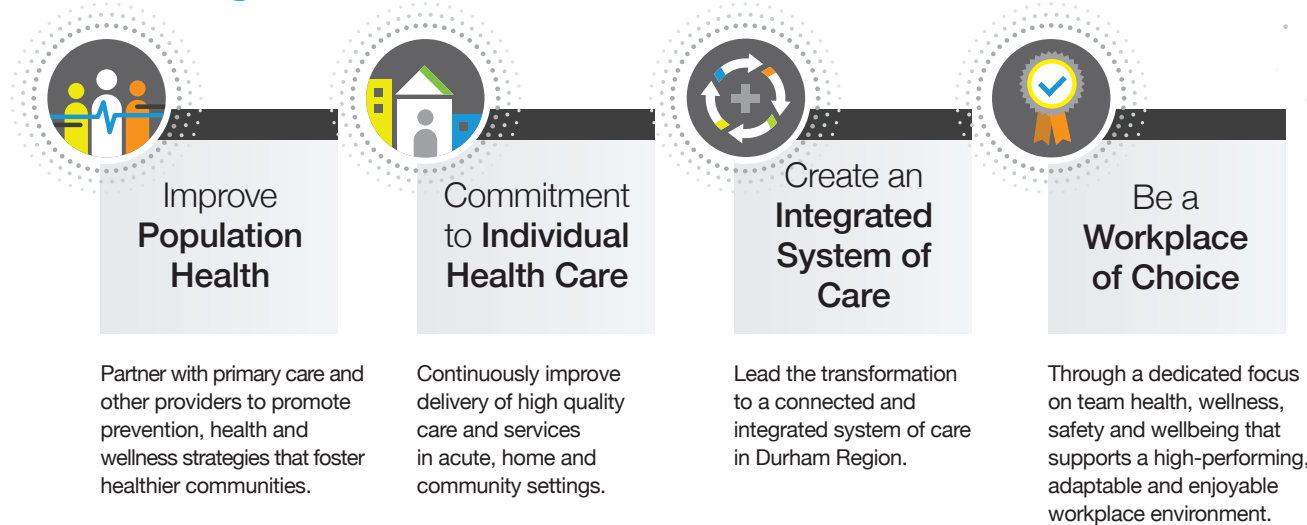 Improve
Population
Health
Partner with primary care and
other providers to promote
prevention, health and
wellness strategies that foster
healthier communities.
Commitment
to Individual
Health Care
Continuously improve
delivery of high quality
care and services
in acute, home and
community settings.
Create an
Integrated
System of
Care
Lead the transformation
to a connected and
integrated system of care
in Durham Region.
Be a
Workplace
of Choice
Through a dedicated focus
on team health, wellness,
safety and wellbeing that
supports a high-performing,
adaptable and enjoyable
workplace environment.